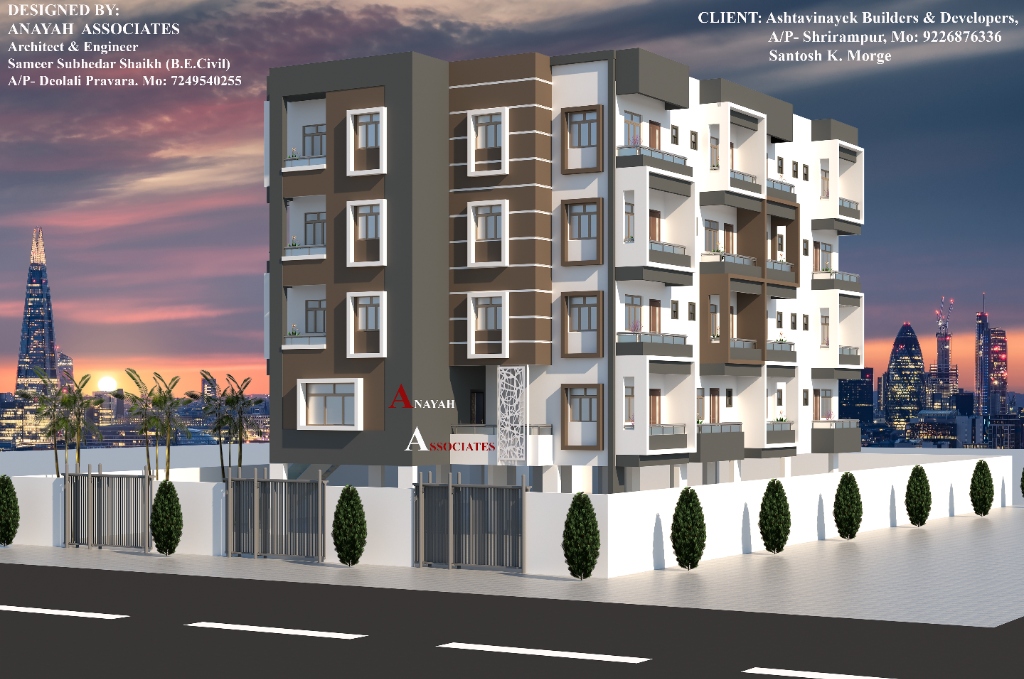 DESIGNED BY:
ANAYAH ASSOCIATES
Architect & Engineer
Sameer Subhedar Shaikh (B.E.Civil)
A/P- Deolali Pravara. Mo: 7249540255
CLIENT: Ashtavinayck Builders & Developers,
A/P- Shrirampur, Mo: 9226876336
Santosh K. Morge
ANAYAH
ASSOCIATES